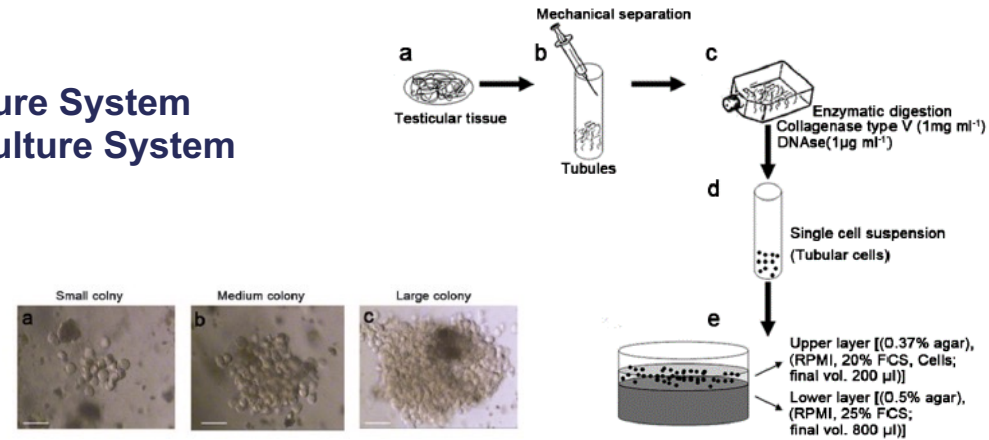 ure System
ulture System
Mechanical separation
a
b
c
Testicular tissue
Tubules
Enzymatic digestion
Collagenase type V (1mg ml-1)
DNAse(1µg ml-1)
d
Single cell suspension
(Tubular cells)
e
Upper layer [(0.37% agar),
(RPMI, 20% FCS, Cells;
final vol. 200 µl)]
Lower layer [(0.5% agar),
(RPMI, 25% FCS;
final vol. 800 µl)]
Small colny
Medium colony
Large colony
a
b
c